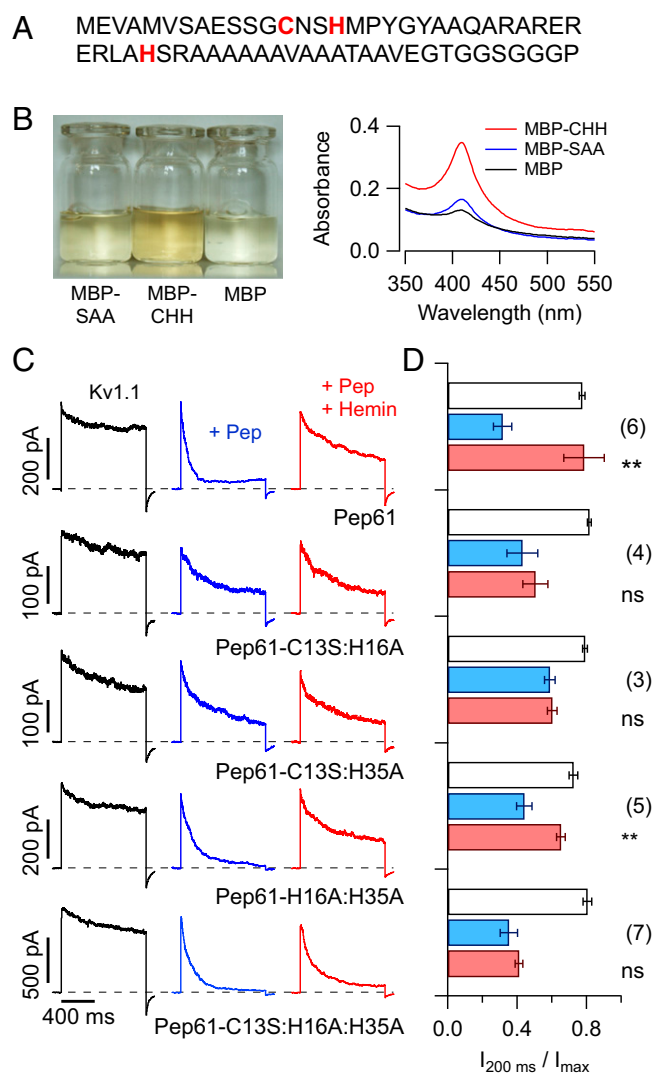 A
MEVAMVSAESSGCNSHMPYGYAAQARARER
ERLAHSRAAAAAAVAAATAAVEGTGGSGGGP
B
MBP-
SAA
MBP-
CHH
MBP
Absorbance
0.4
0.2
0.0
MBP-CHH
MBP-SAA
MBP
350
400
450
500
550
Wavelength (nm)
C
Kv1.1
+ Pep
+ Pep
+ Hemin
200 pA
Pep61
100 pA
Pep61-C13S:H16A
100 pA
Pep61-C13S:H35A
200 pA
Pep61-H16A:H35A
500 pA
400 ms
Pep61-C13S:H16A:H35A
D
(6)
**
(4)
ns
(3)
ns
(5)
**
(7)
ns
0.0
0.4
0.8
I200 ms / Imax